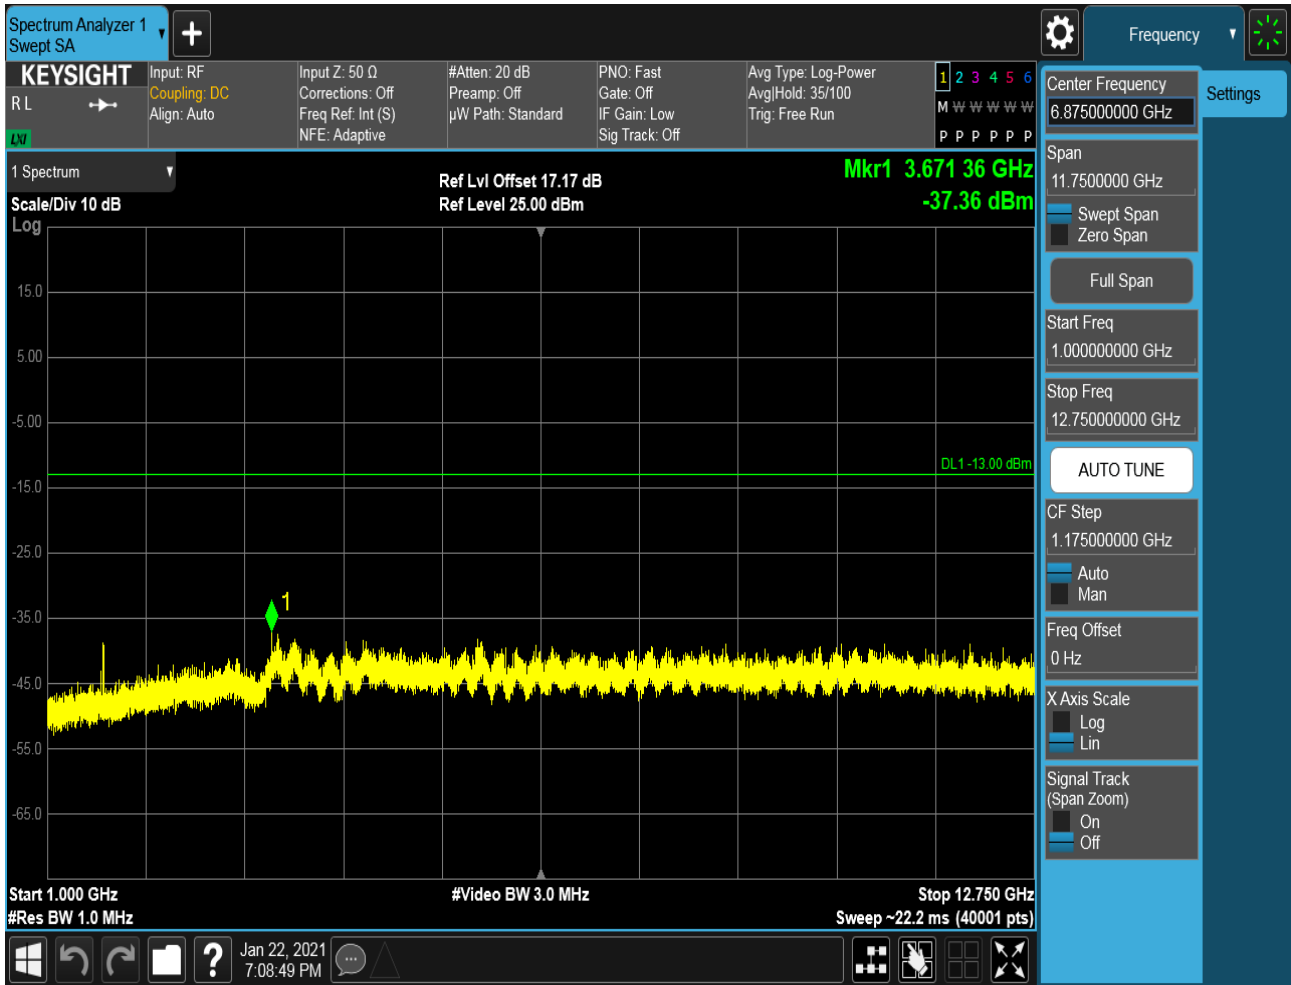 Spectrum Analyzer 1
Swept SA
+
Frequency
KEYSIGHT
R L
LXI
Input: RF
Coupling: DC
Align: Auto
Input Z: 50 Ω
Corrections: Off
Freq Ref: Int (S)
NFE: Adaptive
#Atten: 20 dB
Preamp: Off
µW Path: Standard
PNO: Fast
Gate: Off
IF Gain: Low
Sig Track: Off
Avg Type: Log-Power
Avg|Hold: 35/100
Trig: Free Run
1 2 3 4 5 6
M W W W W W
P P P P P P
1 Spectrum
Scale/Div 10 dB
Log
Ref Lvl Offset 17.17 dB
Ref Level 25.00 dBm
Mkr1 3.671 36 GHz
-37.36 dBm
15.0
5.00
-5.00
DL1 -13.00 dBm
-15.0
-25.0
1
-35.0
-45.0
-55.0
-65.0
Start 1.000 GHz
#Res BW 1.0 MHz
#Video BW 3.0 MHz
Stop 12.750 GHz
Sweep ~22.2 ms (40001 pts)
Center Frequency
6.875000000 GHz
Settings
Span
11.7500000 GHz
Swept Span
Zero Span
Full Span
Start Freq
1.000000000 GHz
Stop Freq
12.750000000 GHz
AUTO TUNE
CF Step
1.175000000 GHz
Auto
Man
Freq Offset
0 Hz
X Axis Scale
Log
Lin
Signal Track
(Span Zoom)
On
Off
?
Jan 22, 2021
7:08:49 PM